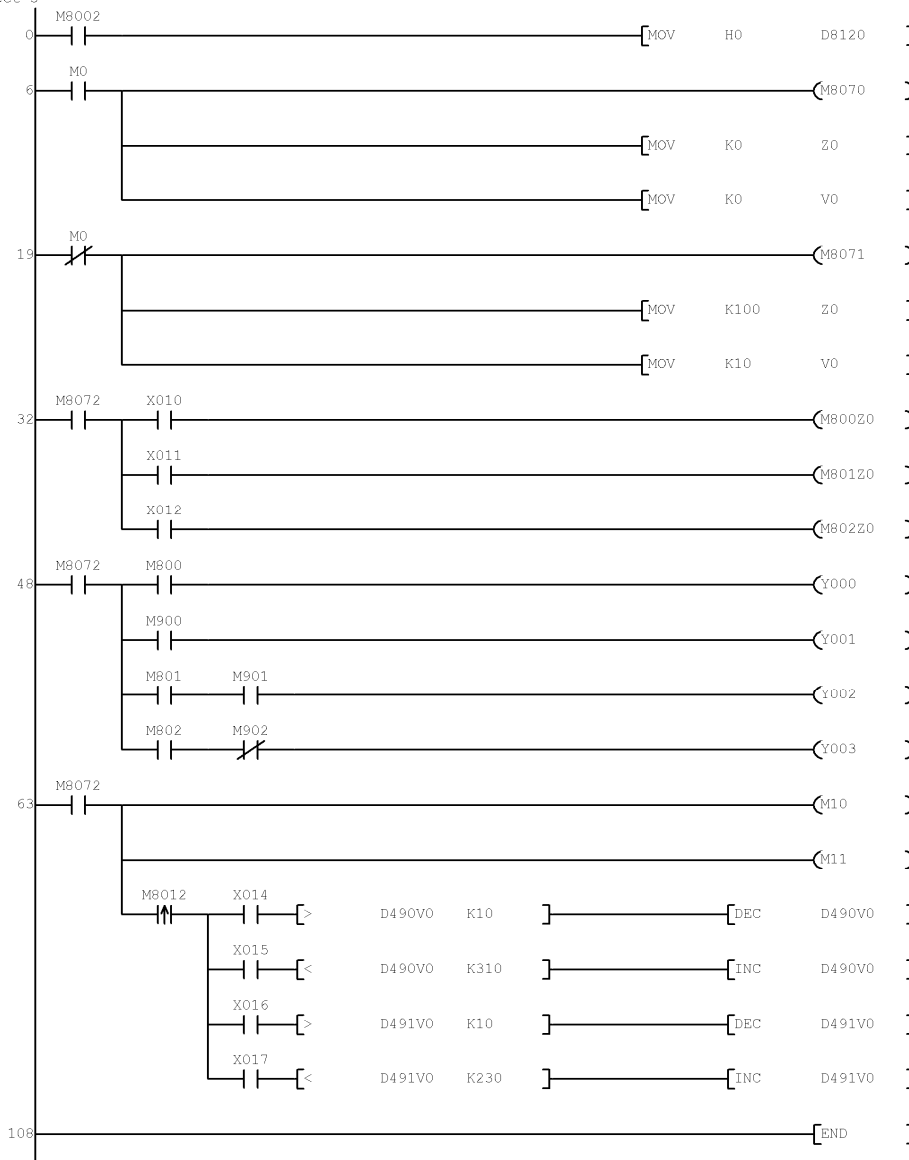 M8002
0 MOV H0 D8120
M0
6 M8070
MOV K0 Z0
MOV K0 V0
M0
19 M8071
MOV K100 Z0
MOV K10 V0
M8072 X010
32 M800Z0
X011
M801Z0
X012
M802Z0
M8072 M800
48 Y000
M900
Y001
M801 M901
Y002
M802 M902
Y003
M8072
63 M10
M11
M8012 X014
> D490V0 K10 DEC D490V0
X015
< D490V0 K310 INC D490V0
X016
> D491V0 K10 DEC D491V0
X017
< D491V0 K230 INC D491V0
108 END